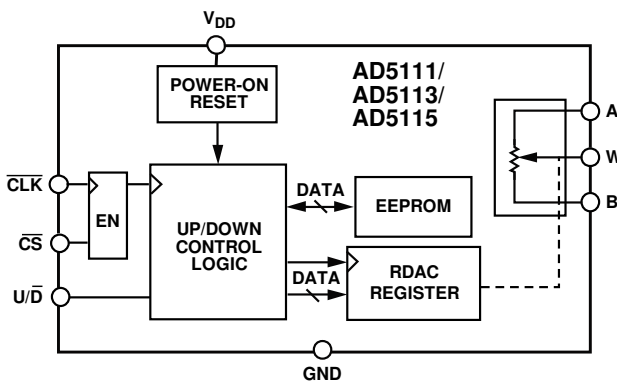 VDD
POWER-ON
RESET
AD5111/
AD5113/
AD5115
A
W
B
CLK
CS
U/D
EN
UP/DOWN
CONTROL
LOGIC
DATA
EEPROM
DATA
RDAC
REGISTER
GND